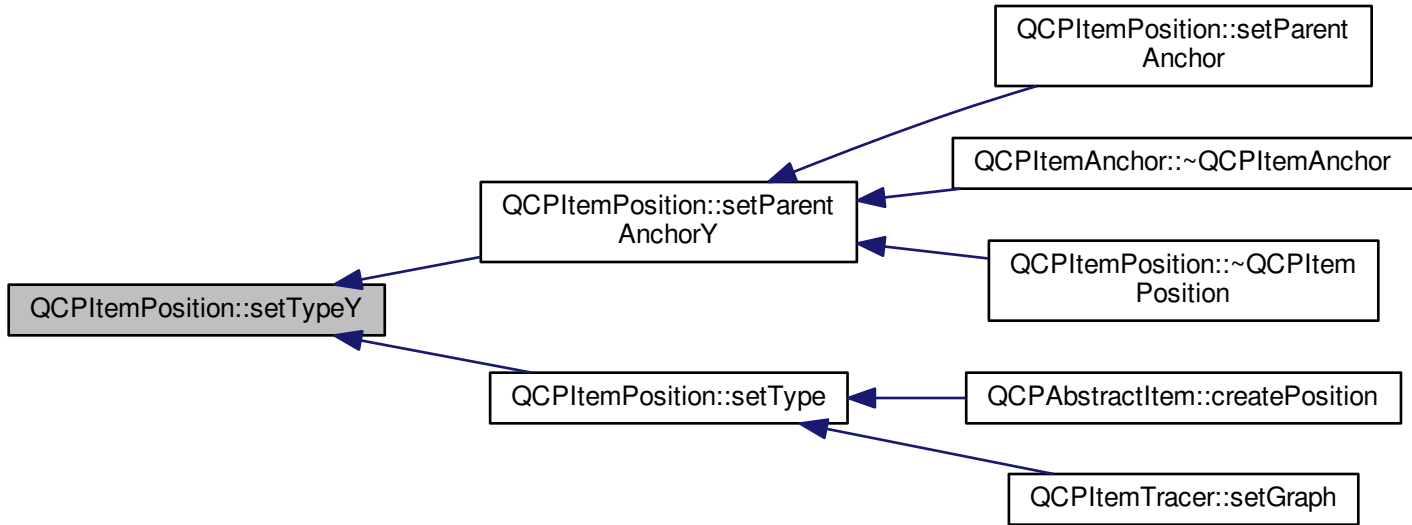 QCPItemPosition::setParent
Anchor
QCPItemAnchor::~QCPItemAnchor
QCPItemPosition::setParent
AnchorY
QCPItemPosition::~QCPItem
Position
QCPItemPosition::setTypeY
QCPItemPosition::setType
QCPAbstractItem::createPosition
QCPItemTracer::setGraph